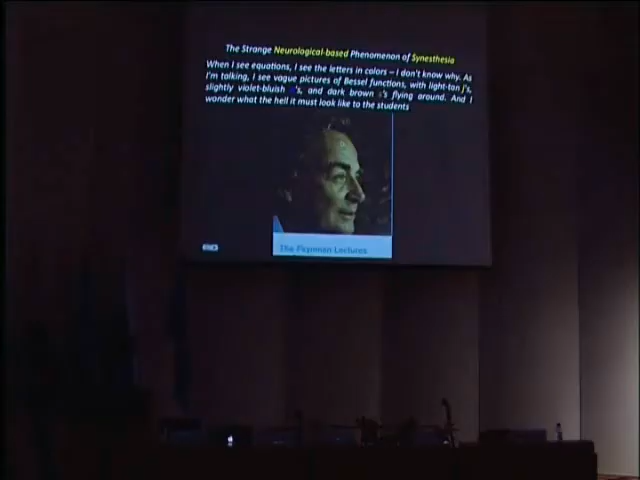 The Strange Neurological-based Phenomenon of Synesthesia
When I see equations, I see the letters in colors – I don't know why. As
I'm talking, I see vague pictures of Bessel functions, with light-tan j's,
slightly violet-bluish 's, and dark brown 's flying around. And I
wonder what the hell it must look like to the students
The Feynman Lectures